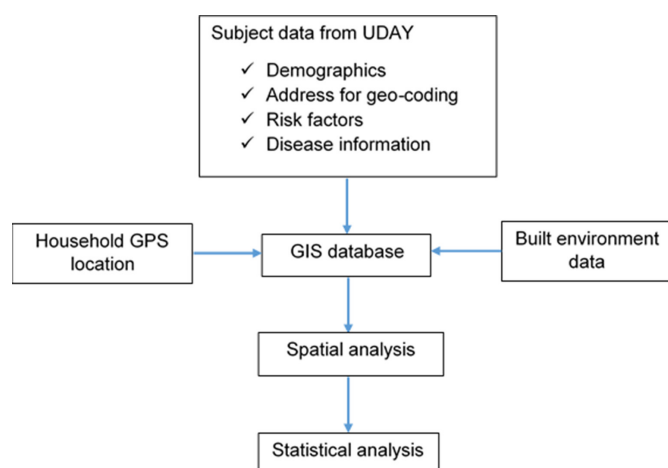 Subject data from UDAY
✓ Demographics
✓ Address for geo-coding
✓ Risk factors
✓ Disease information
Household GPS
location
GIS database
Built environment
data
Spatial analysis
Statistical analysis